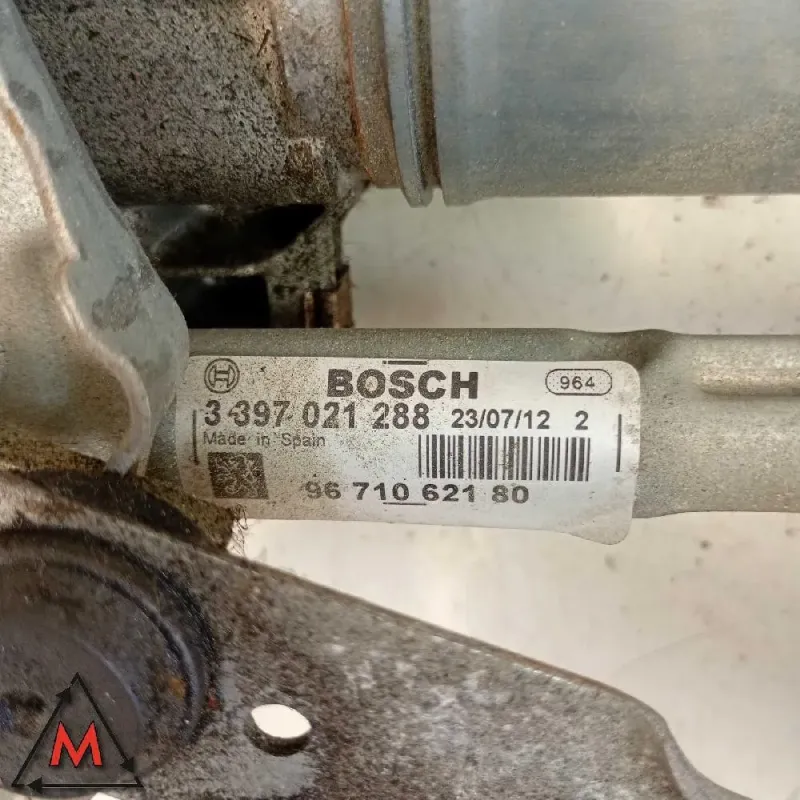 BOSCH 964
3 397 021 288 23/07/12 2
Made in Spain
96 710 621 80
M